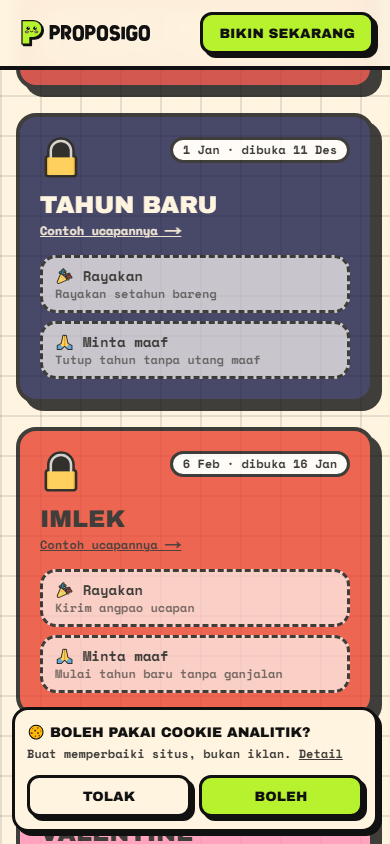 PROPOSIGO
BIKIN SEKARANG
1 Jan · dibuka 11 Des
TAHUN BARU
Contoh ucapannya →
Rayakan
Rayakan setahun bareng
Minta maaf
Tutup tahun tanpa utang maaf
6 Feb · dibuka 16 Jan
IMLEK
Contoh ucapannya →
Rayakan
Kirim angpao ucapan
Minta maaf
Mulai tahun baru tanpa ganjalan
BOLEH PAKAI COOKIE ANALITIK?
Buat memperbaiki situs, bukan iklan. Detail
TOLAK
BOLEH
VALENTINE